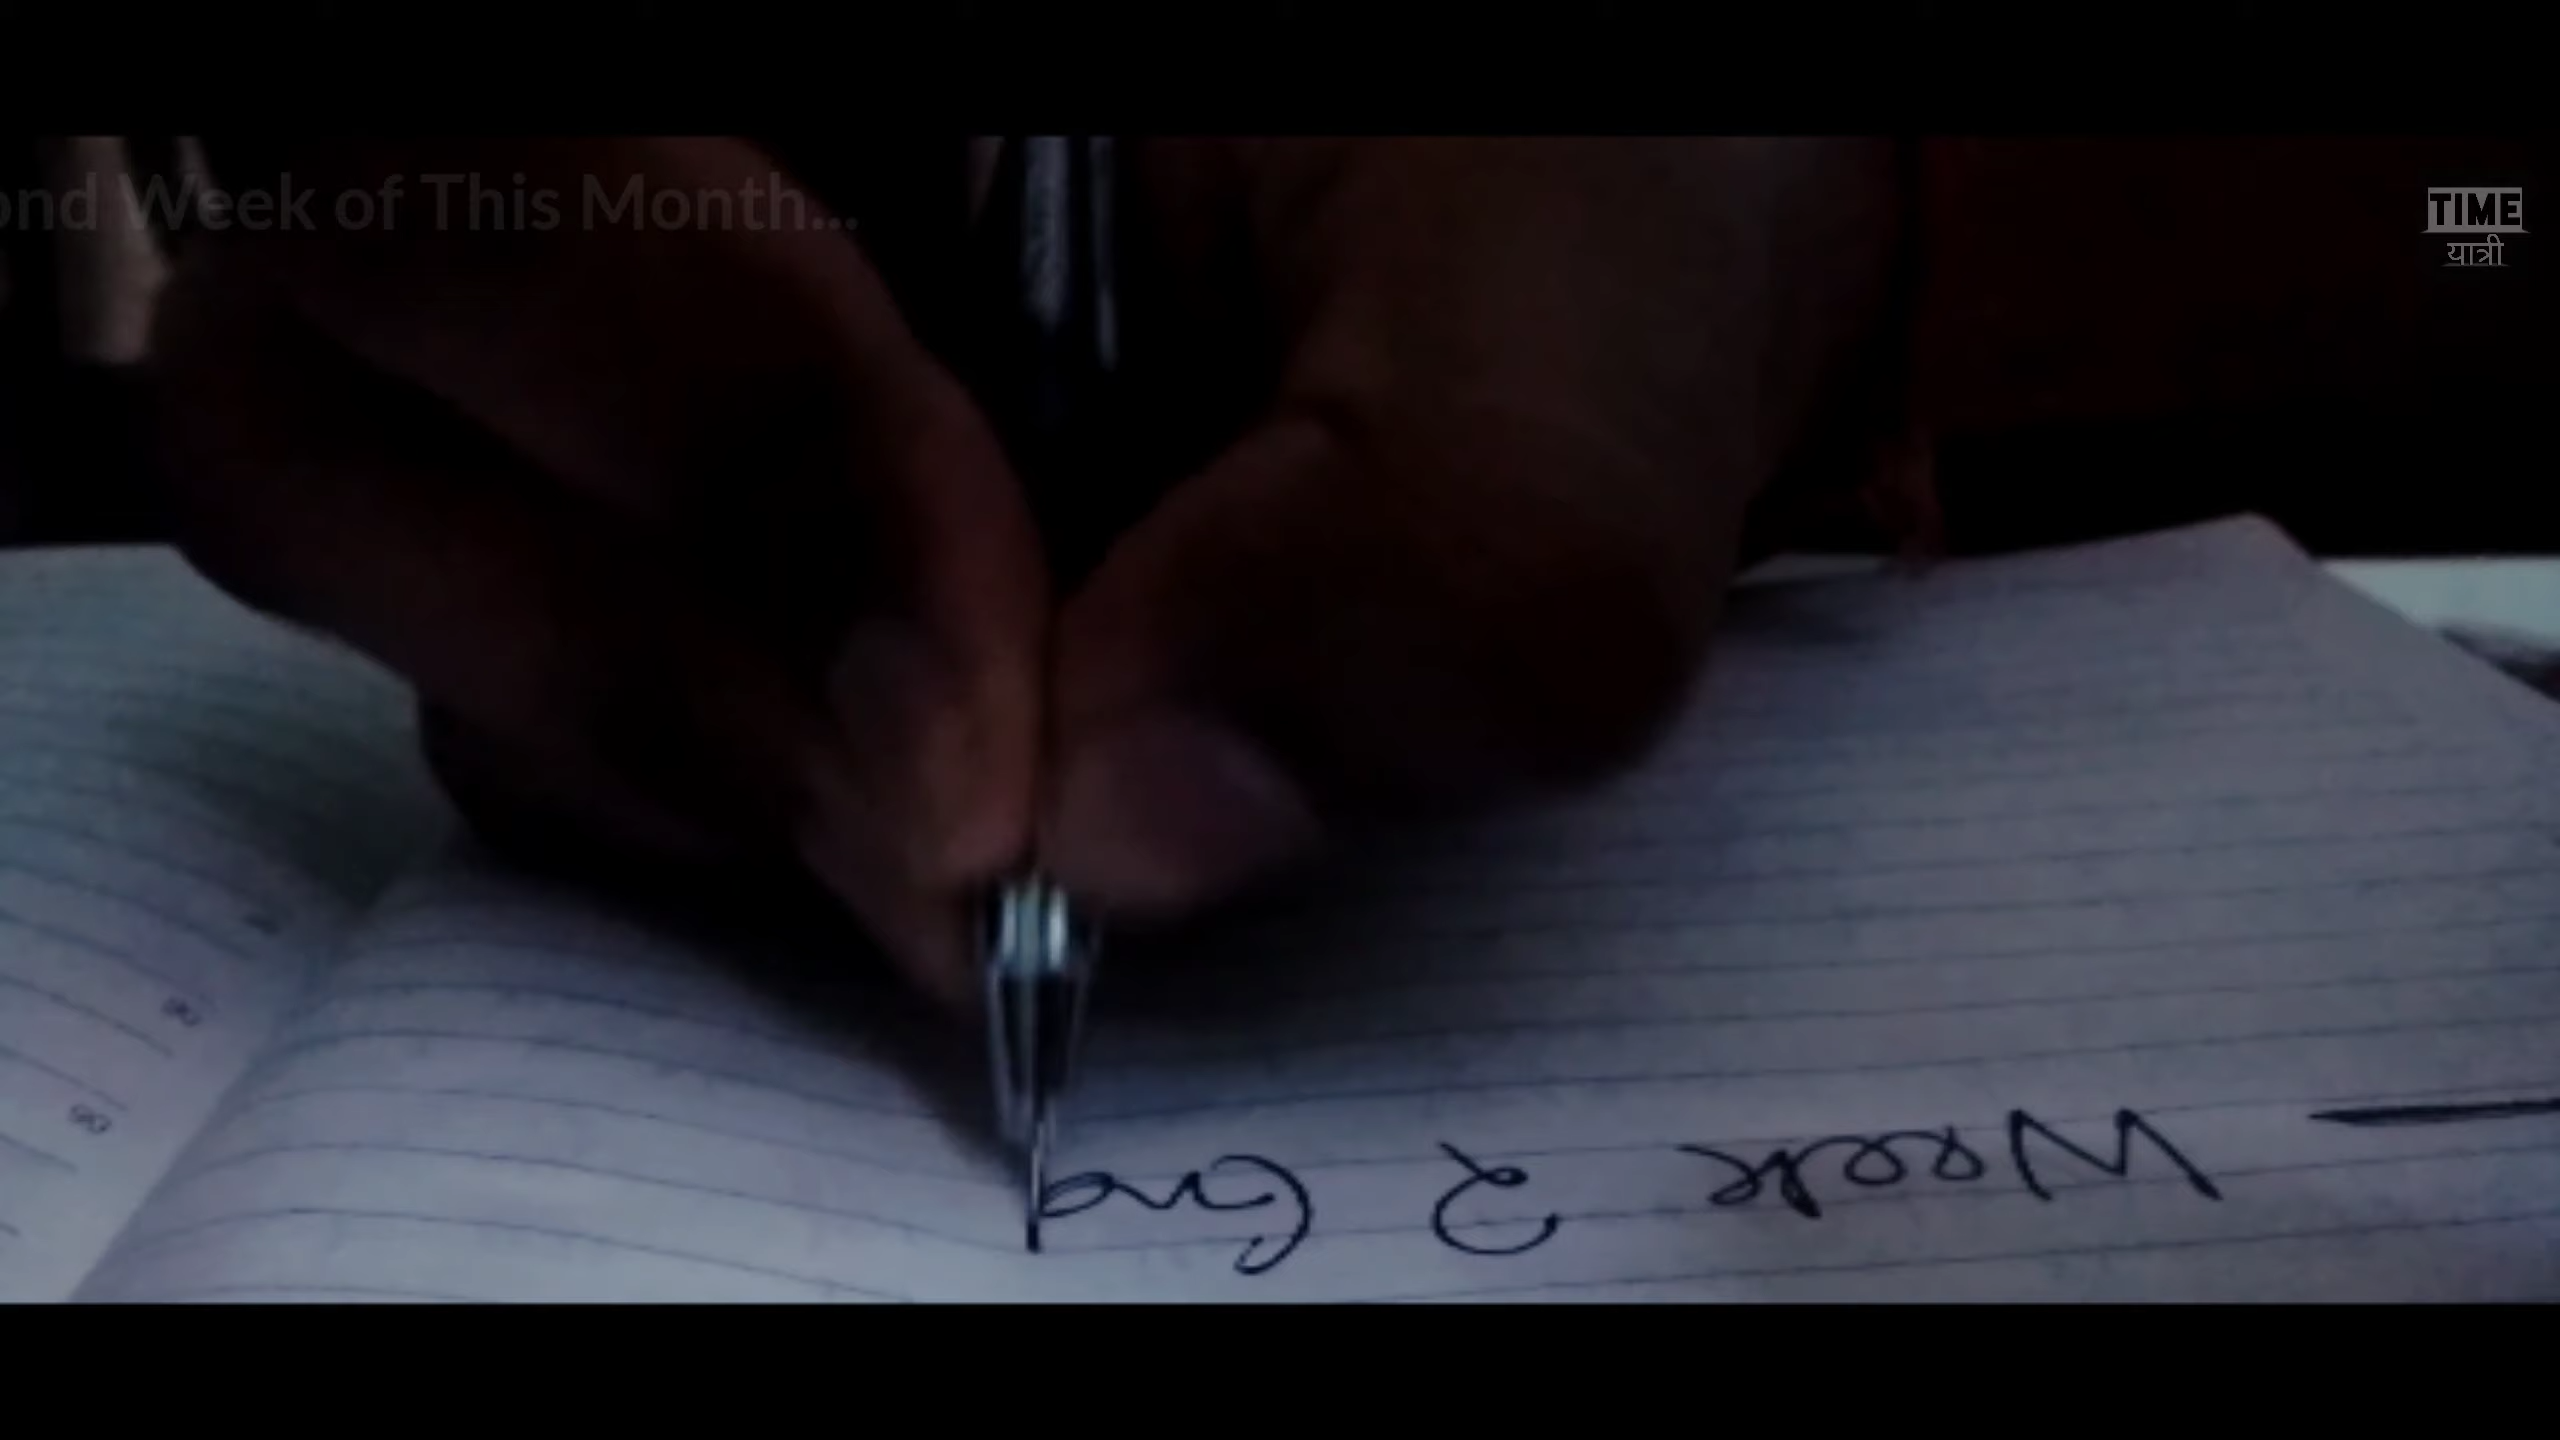 ond Week of This Month...
TIME
यात्री
Week 2 End